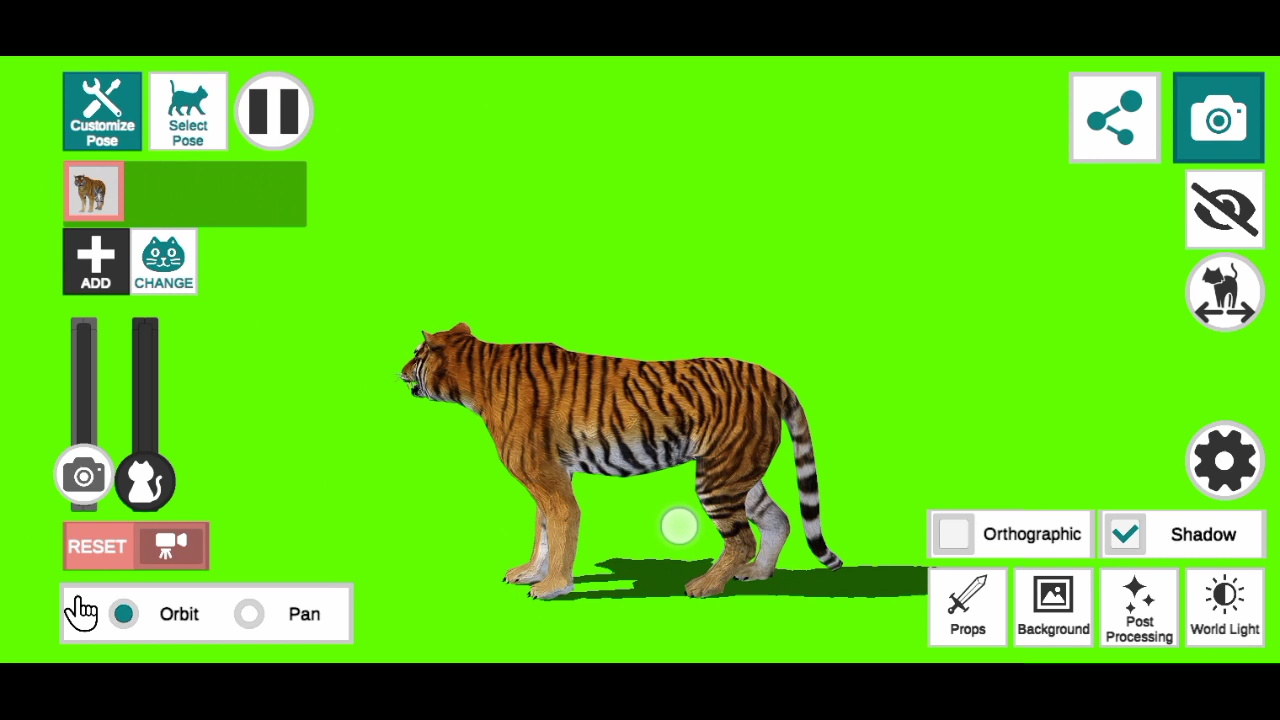 Customize
Pose
Select
Pose
ADD
CHANGE
RESET
Orbit
Pan
Orthographic
Shadow
Props
Background
Post
Processing
World Light